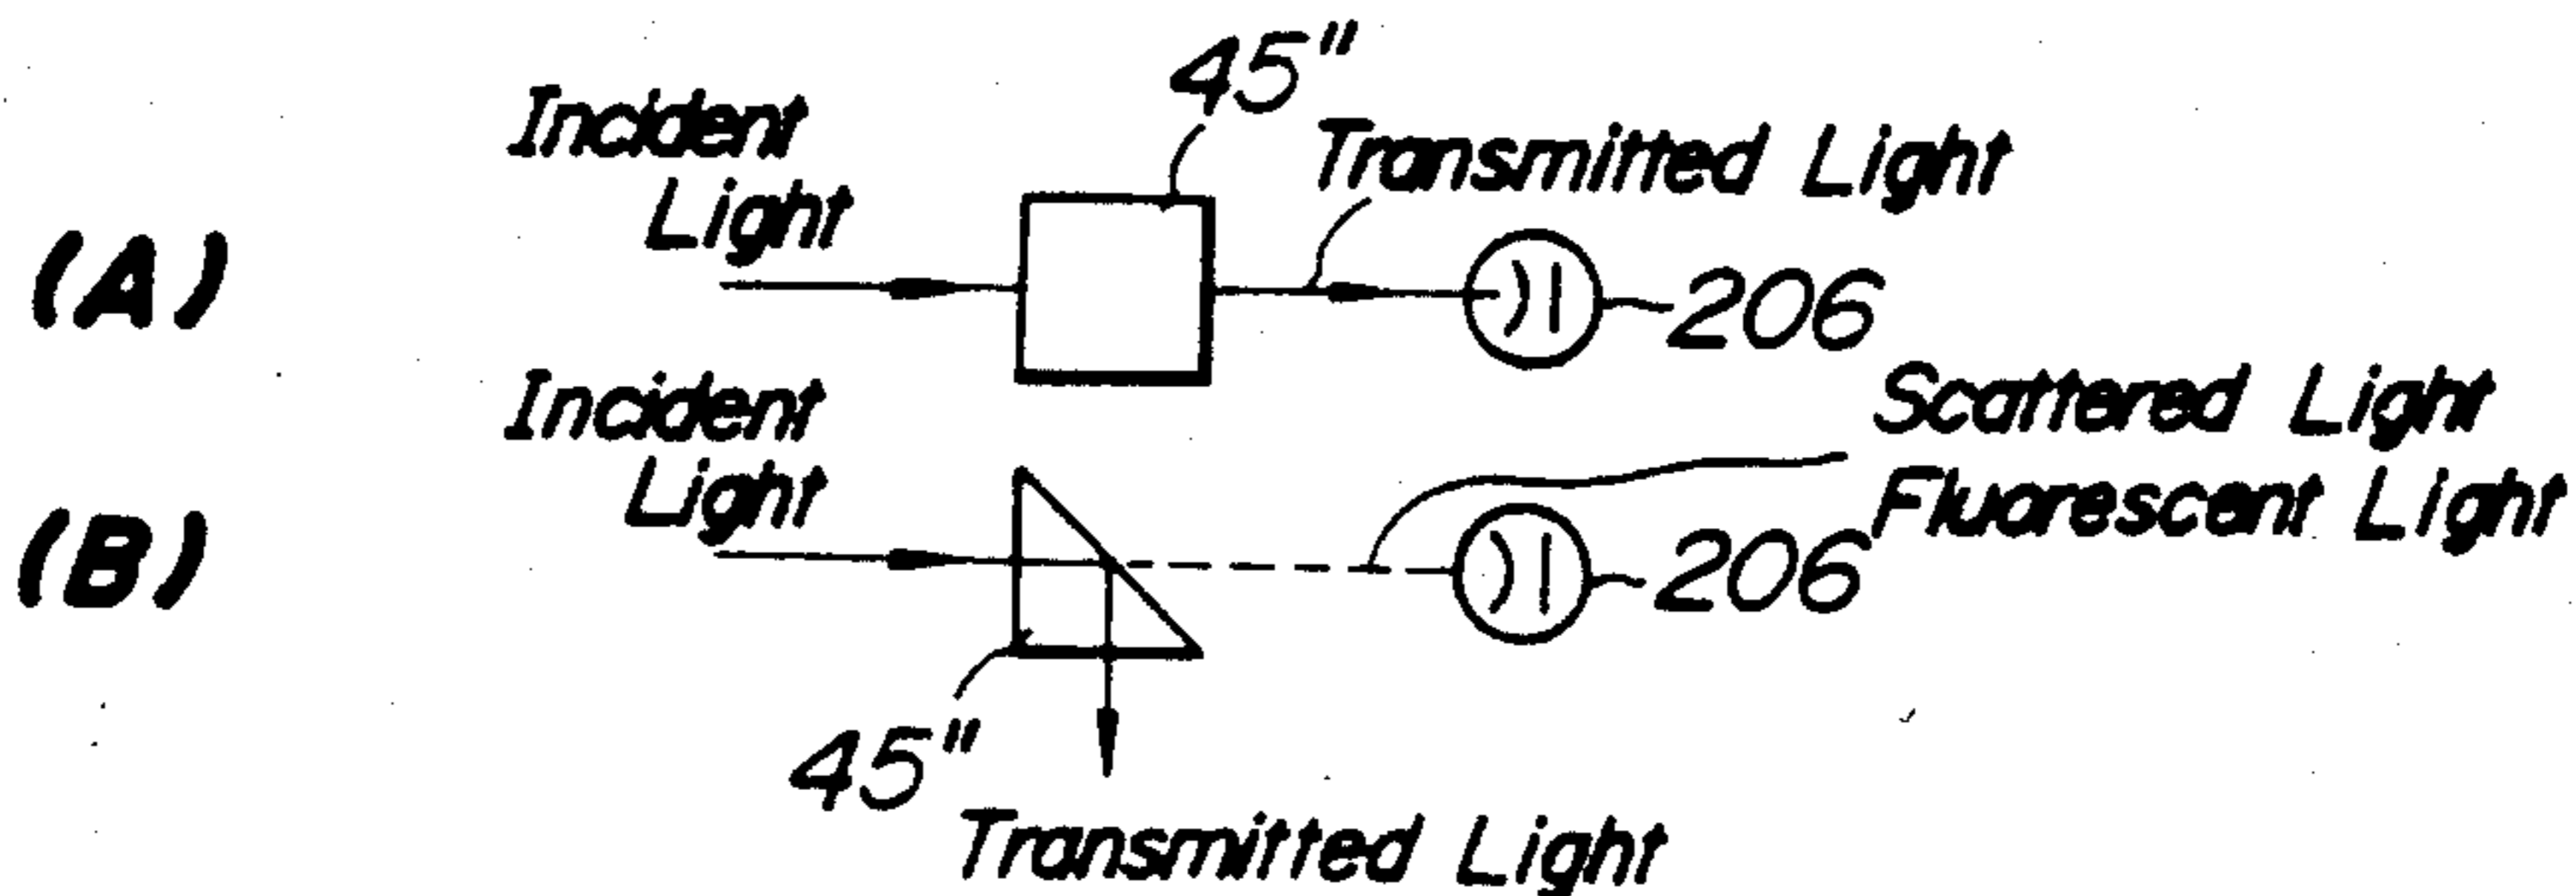 (A)
Incident
Light
45"
Transmitted Light
206
(B)
Incident
Light
45"
Scattered Light
Fluorescent Light
206
Transmitted Light